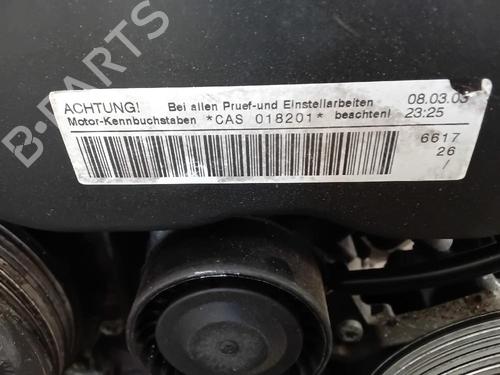 ACHTUNG! Bei allen Pruef-und Einstellarbeiten 08.03.03
Motor-Kennbuchstaben *CAS 018201* beachten! 23:25
6617
26
/
B-Parts